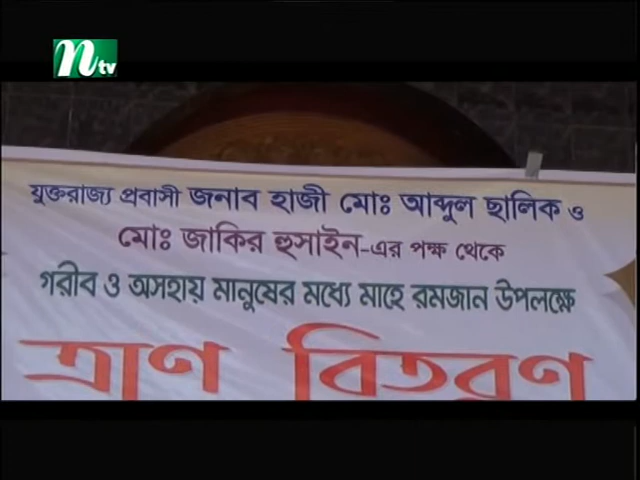 ntv
যুক্তরাজ্য প্রবাসী জনাব হাজী মোঃ আব্দুল ছালিক ও
মোঃ জাকির হুসাইন-এর পক্ষ থেকে
গরীব ও অসহায় মানুষের মধ্যে মাহে রমজান উপলক্ষে
ত্রাণ বিতরণ